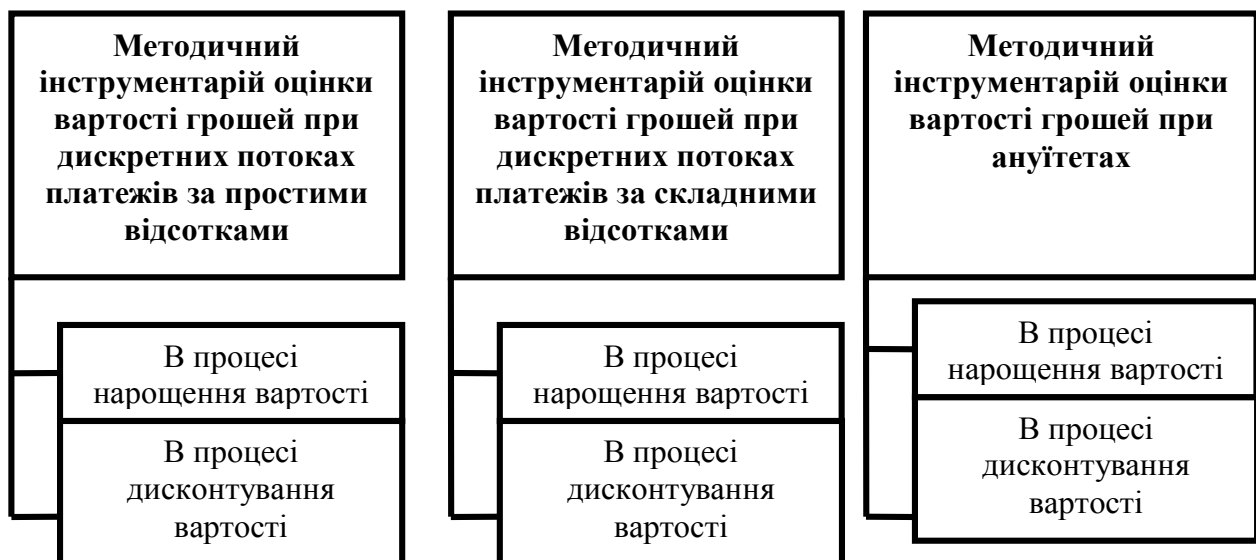 Методичний
інструментарій оцінки
вартості грошей при
дискретних потоках
платежів за простими
відсотками
Методичний
інструментарій оцінки
вартості грошей при
дискретних потоках
платежів за складними
відсотками
Методичний
інструментарій оцінки
вартості грошей при
ануїтетах
В процесі
нарощення вартості
В процесі
дисконтування
вартості
В процесі
нарощення вартості
В процесі
дисконтування
вартості
В процесі
нарощення вартості
В процесі
дисконтування
вартості